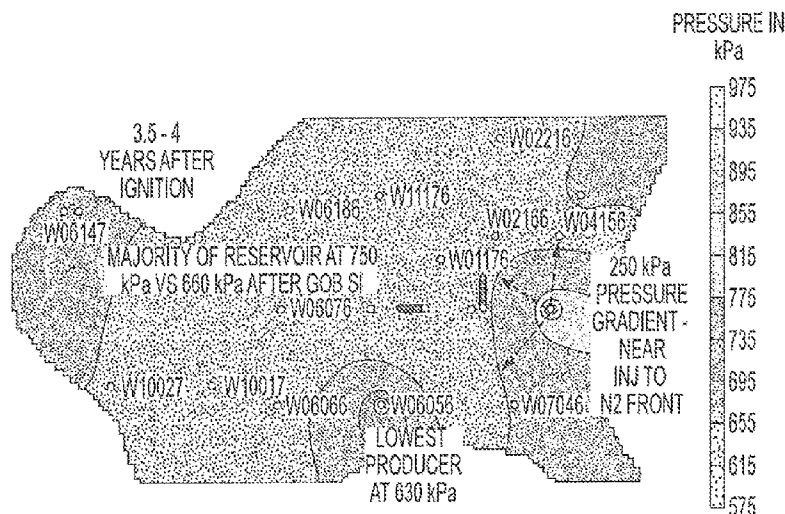 PRESSURE IN
kPa
975
935
895
855
815
775
735
695
655
615
575
3.5 - 4
YEARS AFTER
IGNITION
W02216
W11176
W06186
W06147
W02166
W04156
MAJORITY OF RESERVOIR AT 750
kPa VS 660 kPa AFTER GOB SI
W01176
250 kPa
PRESSURE
GRADIENT -
NEAR
INJ TO
N2 FRONT
W06076
W10027
W10017
W06066
W06056
W07046
LOWEST
PRODUCER
AT 630 kPa